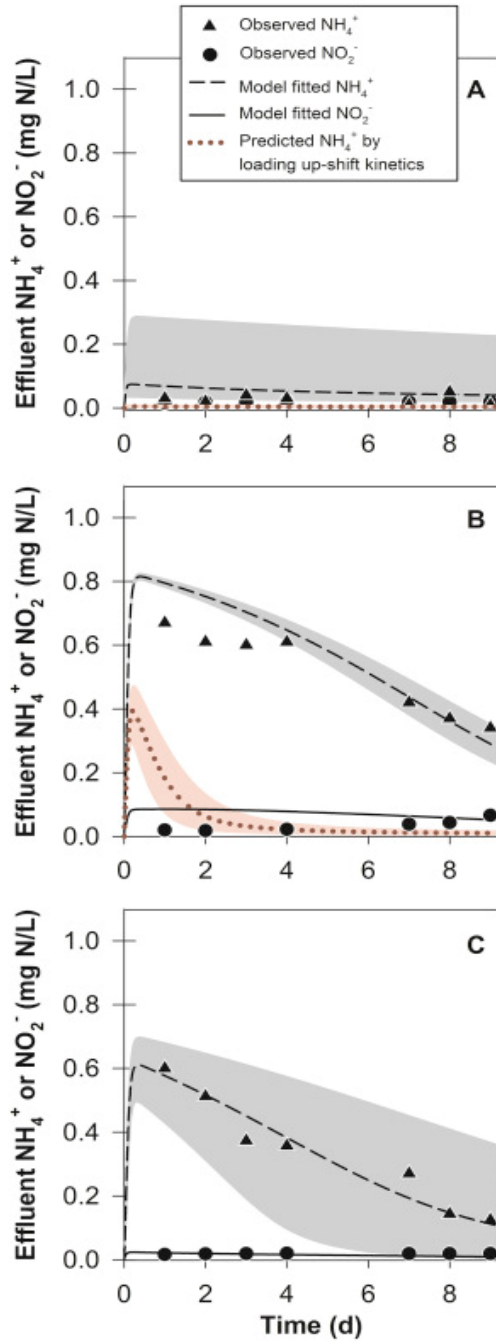 Observed NH₄⁺
Observed NO₂⁻
Model fitted NH₄⁺
Model fitted NO₂⁻
Predicted NH₄⁺ by
loading up-shift kinetics
A
Effluent NH₄⁺ or NO₂⁻ (mg N/L)
1.0
0.8
0.6
0.4
0.2
0.0
0 2 4 6 8
B
Effluent NH₄⁺ or NO₂⁻ (mg N/L)
1.0
0.8
0.6
0.4
0.2
0.0
0 2 4 6 8
C
Effluent NH₄⁺ or NO₂⁻ (mg N/L)
1.0
0.8
0.6
0.4
0.2
0.0
0 2 4 6 8
Time (d)